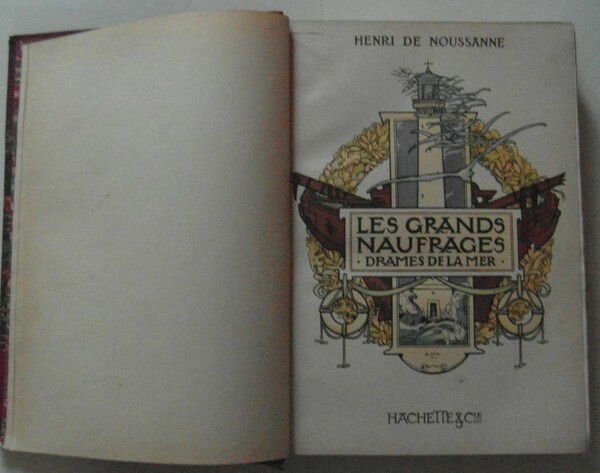 HENRI DE NOUSSANNE
LES GRANDS
NAUFRAGES
· DRAMES DE LA MER ·
HACHETTE & CIE